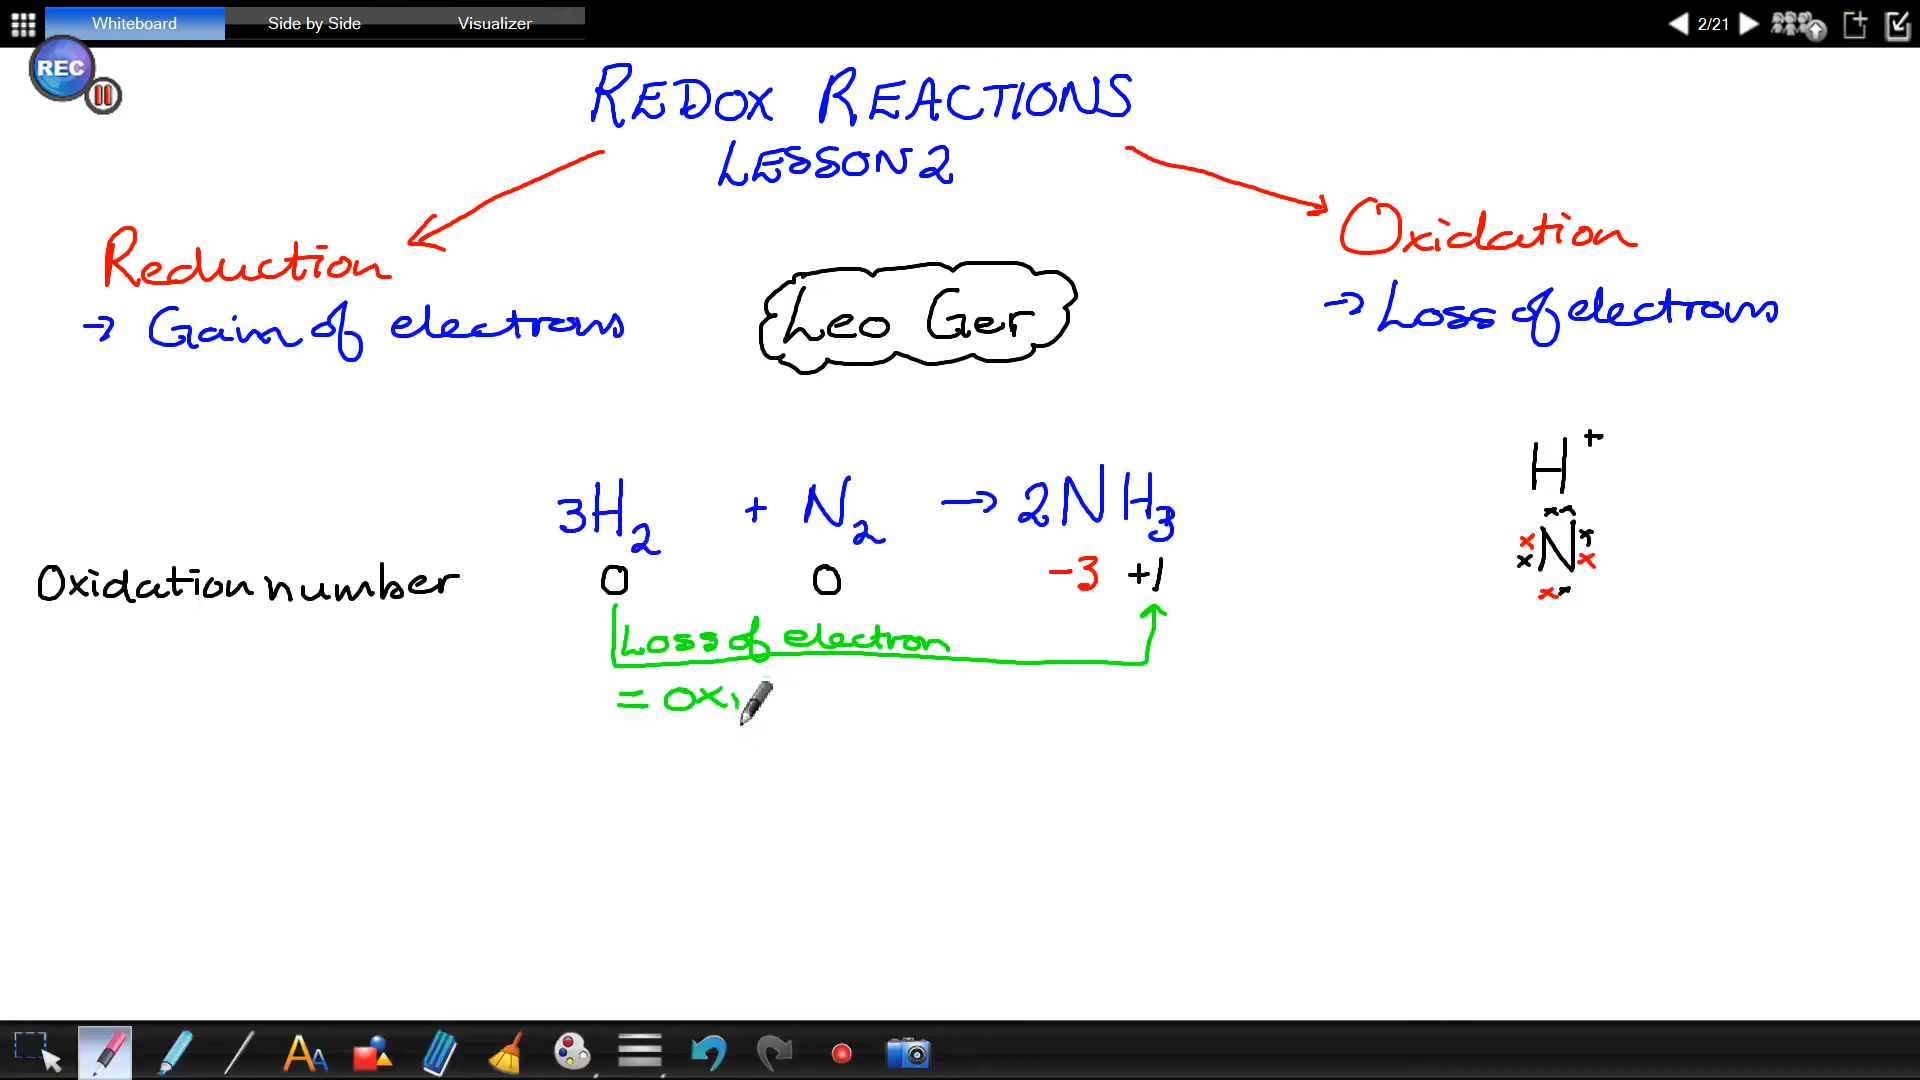 Whiteboard Side by Side Visualizer 2/21
REC
REDOX REACTIONS
LESSON 2
Reduction
Oxidation
→ Gain of electrons
Leo Ger
→ Loss of electrons
H+
3H2 + N2 → 2NH3
N
Oxidation number 0 0 -3 +1
Loss of electron
= oxi